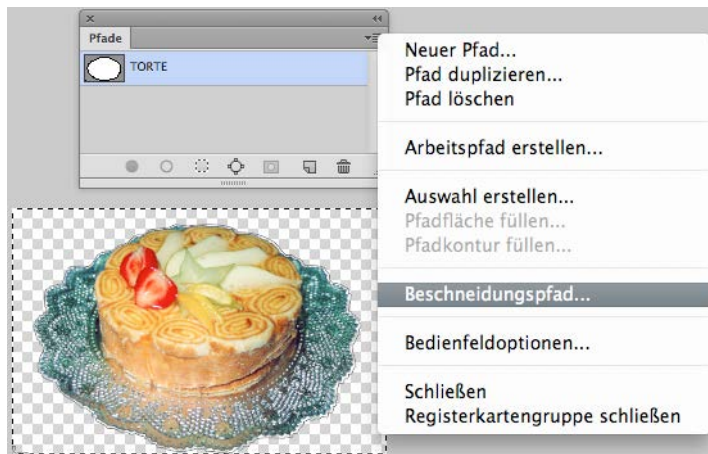 Pfade
TORTE
Neuer Pfad...
Pfad duplizieren...
Pfad löschen
Arbeitspfad erstellen...
Auswahl erstellen...
Pfadfläche füllen...
Pfadkontur füllen...
Beschneidungspfad...
Bedienfeldoptionen...
Schließen
Registerkartengruppe schließen